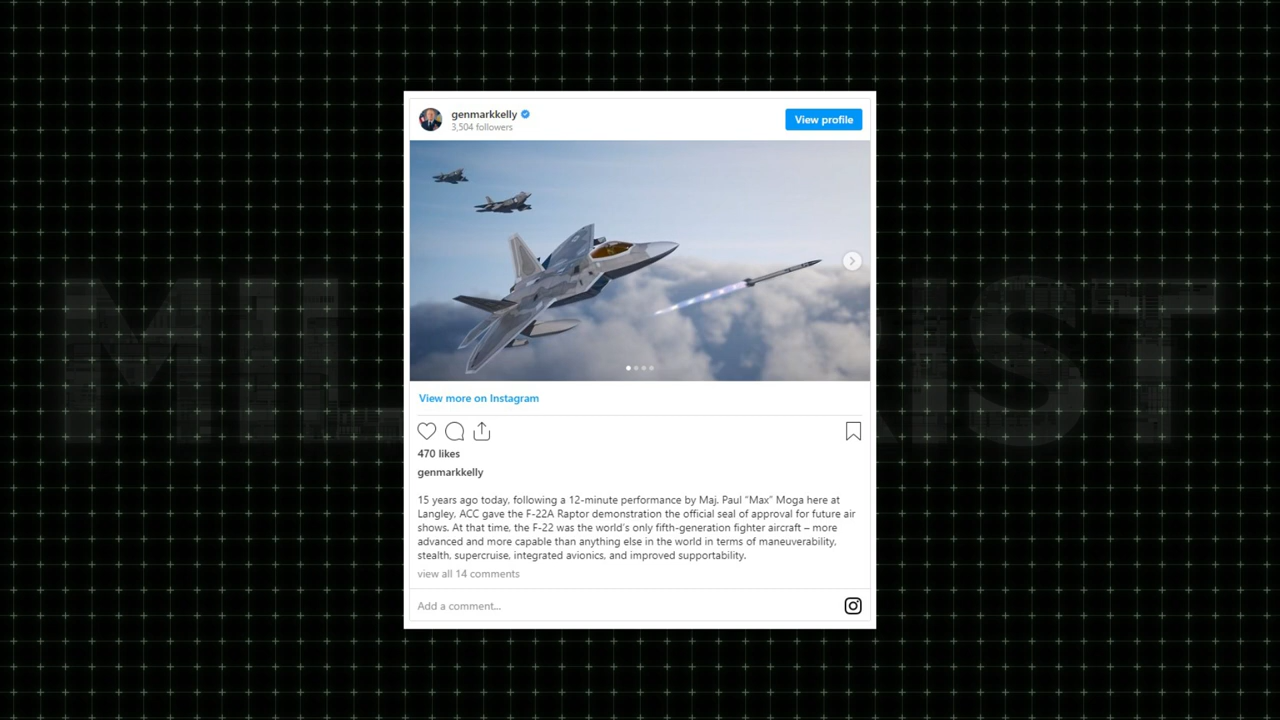 genmarkkelly
3,504 followers
View profile
View more on Instagram
470 likes
genmarkkelly
15 years ago today, following a 12-minute performance by Maj. Paul “Max” Moga here at
Langley, ACC gave the F-22A Raptor demonstration the official seal of approval for future air
shows. At that time, the F-22 was the world’s only fifth-generation fighter aircraft – more
advanced and more capable than anything else in the world in terms of maneuverability,
stealth, supercruise, integrated avionics, and improved supportability.
view all 14 comments
Add a comment...